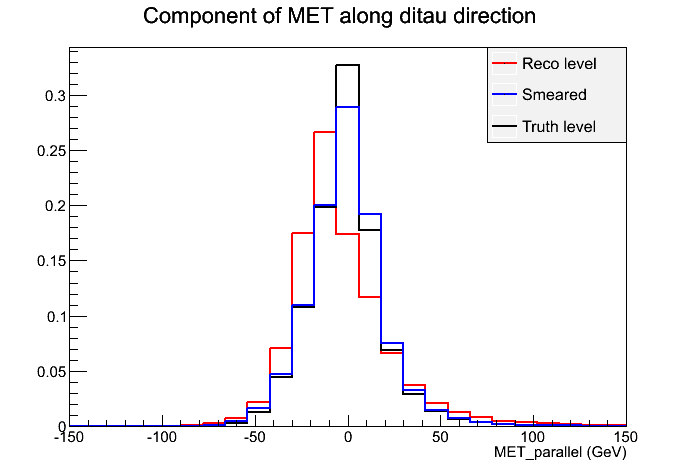 Component of MET along ditau direction
Reco level
Smeared
Truth level
0.3
0.25
0.2
0.15
0.1
0.05
0
-150 -100 -50 0 50 100 150
MET_parallel (GeV)